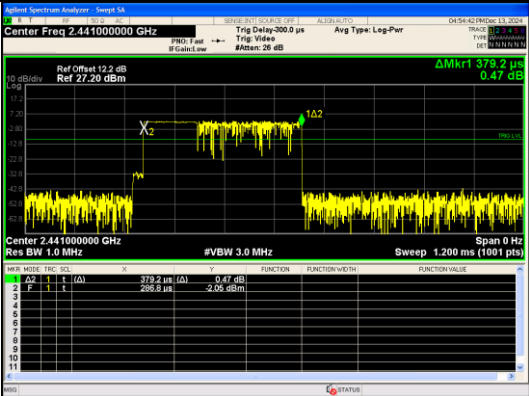 Agilent Spectrum Analyzer - Swept SA
R T RF 50 Ω AC SENSE:INT SOURCE OFF ALIGNAUTO 04:54:42 PM Dec 13, 2024
Center Freq 2.441000000 GHz PNO: Fast IFGain:Low Trig Delay-300.0 µs Trig: Video #Atten: 26 dB Avg Type: Log-Pwr TRACE 1 2 3 4 5 6
TYPE
DET N N N N N N
Ref Offset 12.2 dB ΔMkr1 379.2 µs
10 dB/div Ref 27.20 dBm 0.47 dB
Log
17.2
7.20
-2.80
-12.8
-22.8
-32.8
-42.8
-52.8
-62.8
X2
1Δ2
TRIG LVL
Center 2.441000000 GHz Span 0 Hz
Res BW 1.0 MHz #VBW 3.0 MHz Sweep 1.200 ms (1001 pts)
MKR MODE TRC SCL X Y FUNCTION FUNCTION WIDTH FUNCTION VALUE
1 Δ2 1 t (Δ) 379.2 µs (Δ) 0.47 dB
2 F 1 t 286.8 µs -2.05 dBm
3
4
5
6
7
8
9
10
11
MSG STATUS